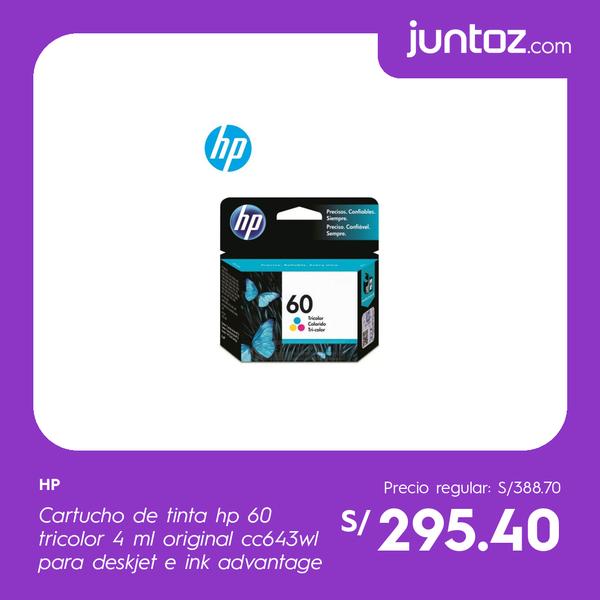 juntoz.com
hp
hp
Precisos. Confiables.
Siempre.
Preciso. Confiável.
Sempre.
60
Tricolor
Colorido
Tri-color
HP
Precio regular: S/388.70
Cartucho de tinta hp 60
tricolor 4 ml original cc643wl
para deskjet e ink advantage
S/ 295.40